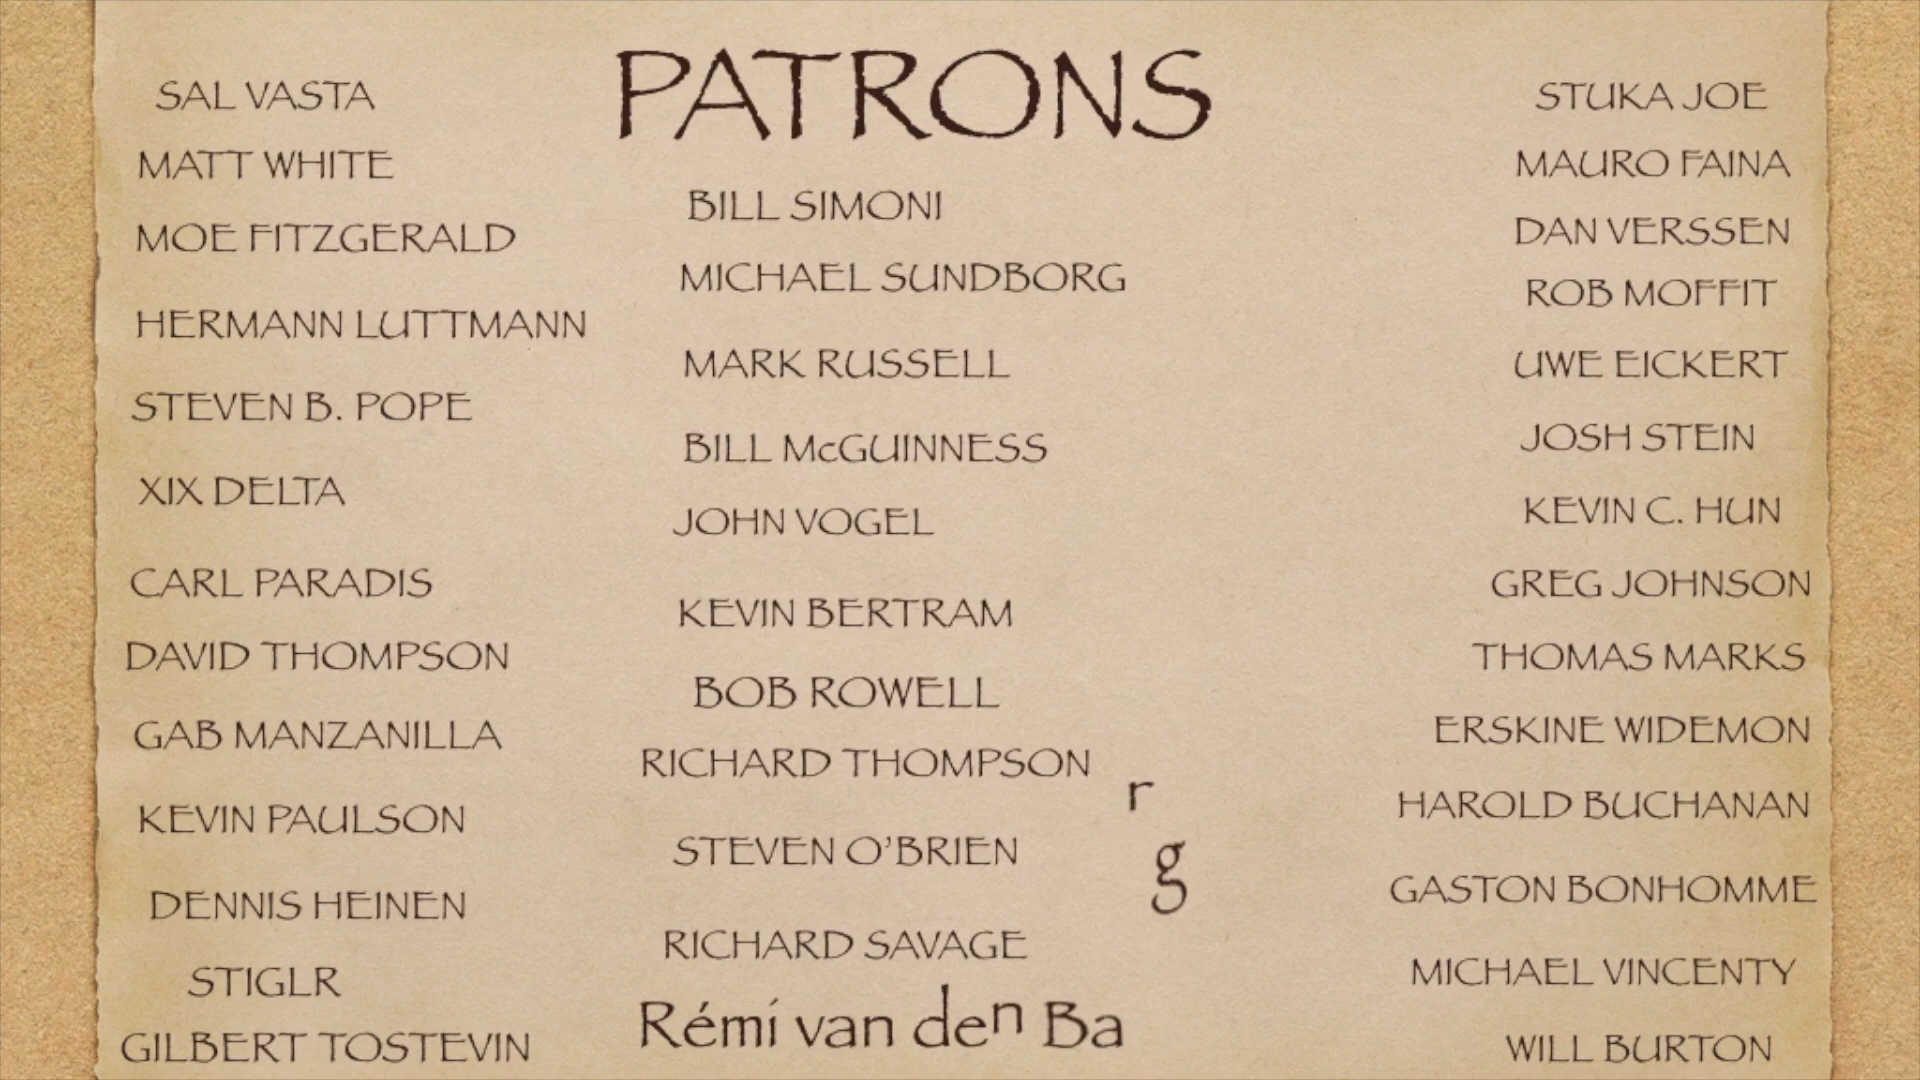 PATRONS
SAL VASTA
MATT WHITE
MOE FITZGERALD
HERMANN LUTTMANN
STEVEN B. POPE
XIX DELTA
CARL PARADIS
DAVID THOMPSON
GAB MANZANILLA
KEVIN PAULSON
DENNIS HEINEN
STIGLR
GILBERT TOSTEVIN
BILL SIMONI
MICHAEL SUNDBORG
MARK RUSSELL
BILL McGUINNESS
JOHN VOGEL
KEVIN BERTRAM
BOB ROWELL
RICHARD THOMPSON
STEVEN O'BRIEN
RICHARD SAVAGE
Rémi van den Ba
r
g
STUKA JOE
MAURO FAINA
DAN VERSSEN
ROB MOFFIT
UWE EICKERT
JOSH STEIN
KEVIN C. HUN
GREG JOHNSON
THOMAS MARKS
ERSKINE WIDEMON
HAROLD BUCHANAN
GASTON BONHOMME
MICHAEL VINCENTY
WILL BURTON